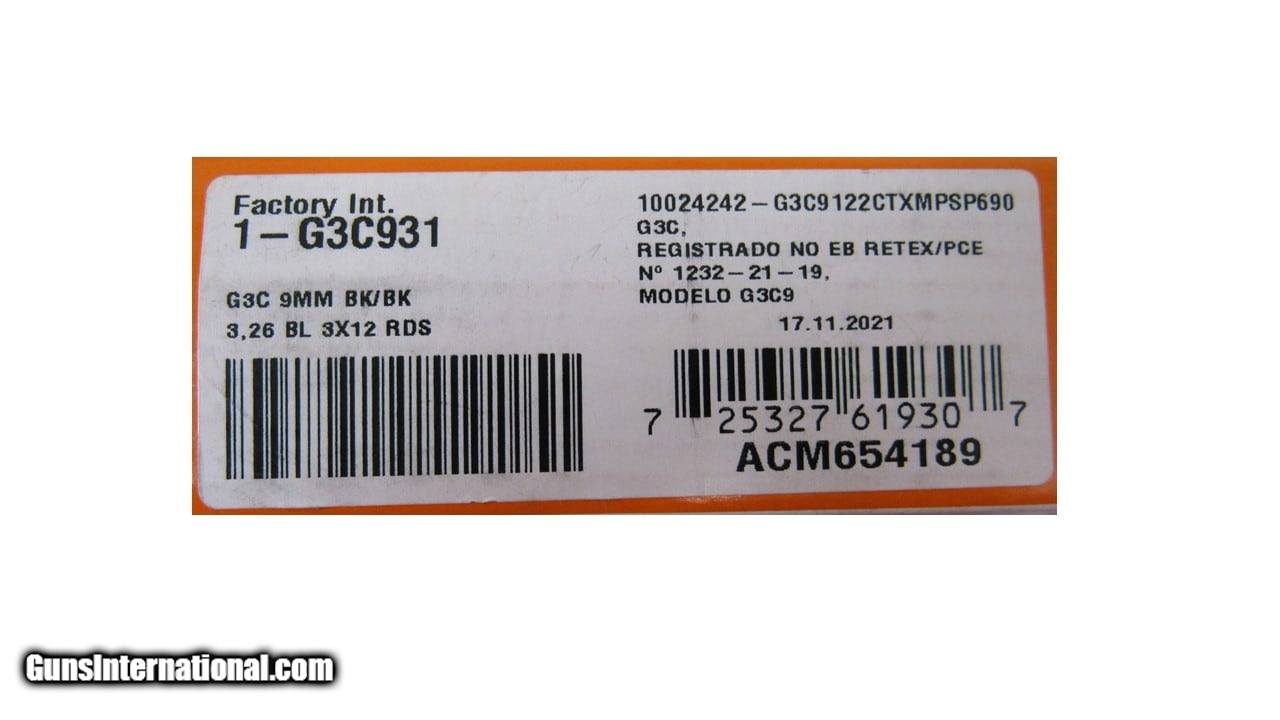 Factory Int.
1-G3C931
G3C 9MM BK/BK
3,26 BL 3X12 RDS
10024242-G3C9122CTXMPSP690
G3C,
REGISTRADO NO EB RETEX/PCE
Nº 1232-21-19,
MODELO G3C9
17.11.2021
7 25327 61930 7
ACM654189
GunsInternational.com